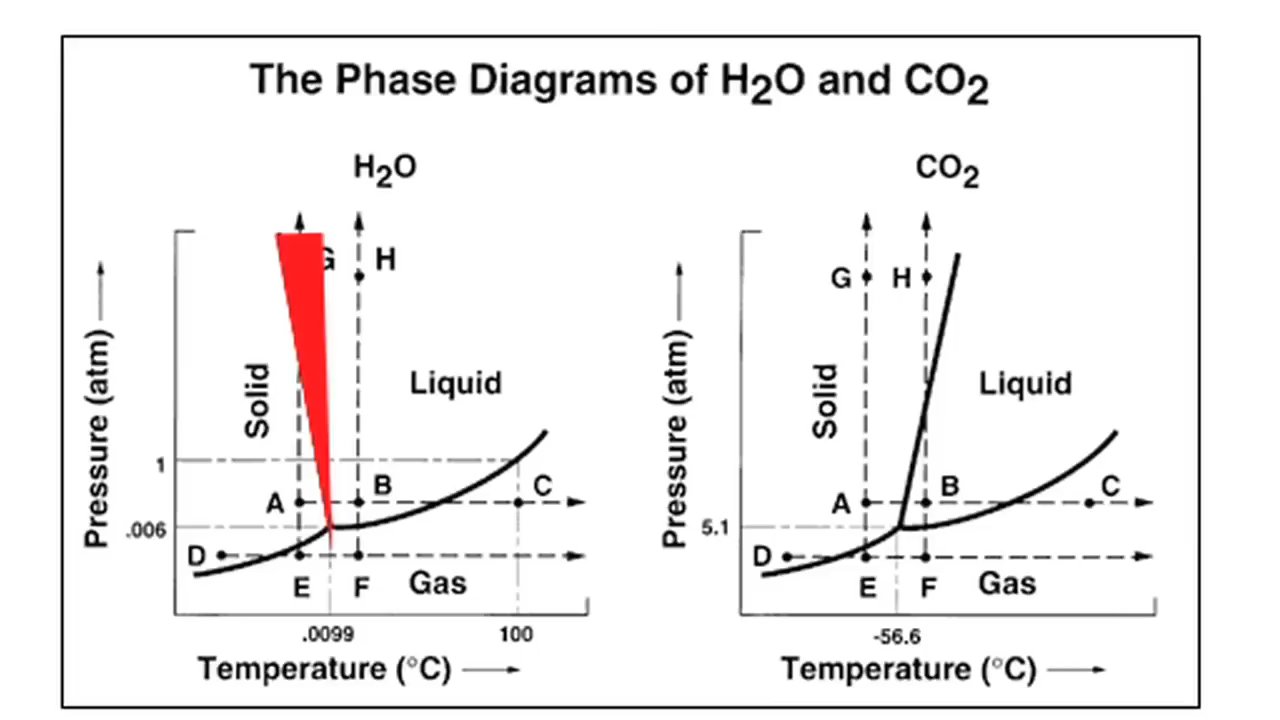 The Phase Diagrams of H₂O and CO₂
H₂O
Pressure (atm)
1
.006
Solid
Liquid
Gas
G
H
A
B
C
D
E
F
.0099
100
Temperature (°C)
CO₂
Pressure (atm)
5.1
Solid
Liquid
Gas
G
H
A
B
C
D
E
F
-56.6
Temperature (°C)